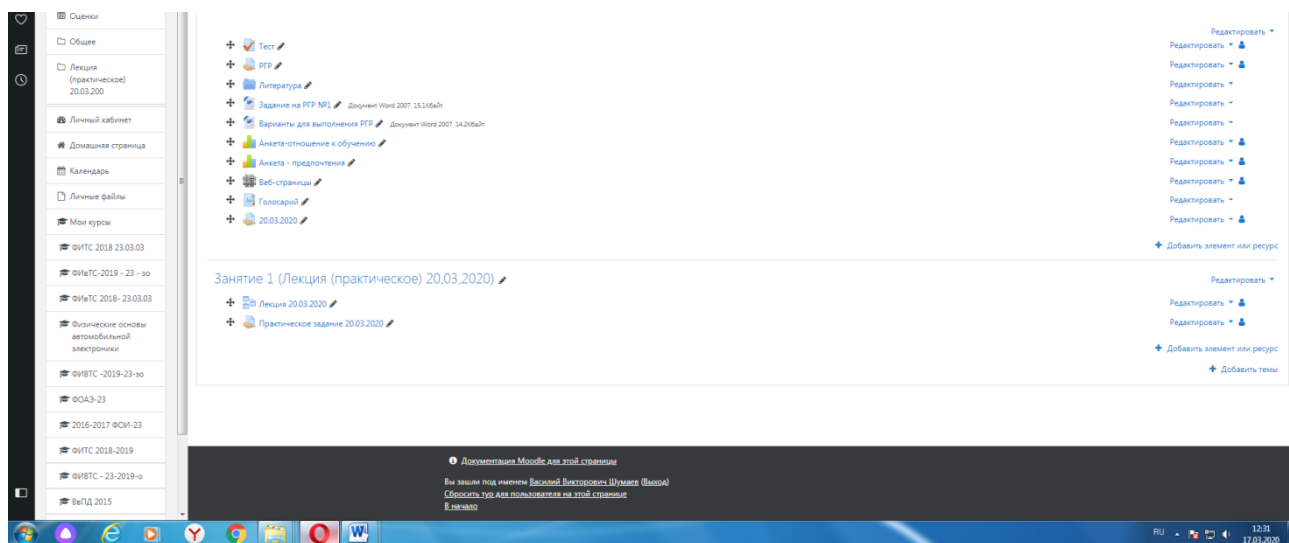 Оценки
Общее
Лекция
(практическое)
20.03.200
Личный кабинет
Домашняя страница
Календарь
Личные файлы
Мои курсы
ФИТС 2018 23.03.03
ФИвТС-2019 - 23 - зо
ФИвТС 2018- 23.03.03
Физические основы
автомобильной
электроники
ФИВТС -2019-23-зо
ФОАЭ-23
2016-2017 ФОИ-23
ФИТС 2018-2019
ФИВТС - 23-2019-о
ВеПД 2015
Редактировать
Тест Редактировать
РГР Редактировать
Литература Редактировать
Задание на РГР №1 Документ Word 2007, 15.1Кбайт Редактировать
Варианты для выполнения РГР Документ Word 2007, 14.2Кбайт Редактировать
Анкета-отношение к обучению Редактировать
Анкета - предпочтения Редактировать
Веб-страницы Редактировать
Голосарий Редактировать
20.03.2020 Редактировать
Добавить элемент или ресурс
Занятие 1 (Лекция (практическое) 20.03.2020) Редактировать
Лекция 20.03.2020 Редактировать
Практическое задание 20.03.2020 Редактировать
Добавить элемент или ресурс
Добавить темы
Документация Moodle для этой страницы
Вы зашли под именем Василий Викторович Шумаев (Выход)
Сбросить тур для пользователя на этой странице
В начало
RU
12:31
17.03.2020